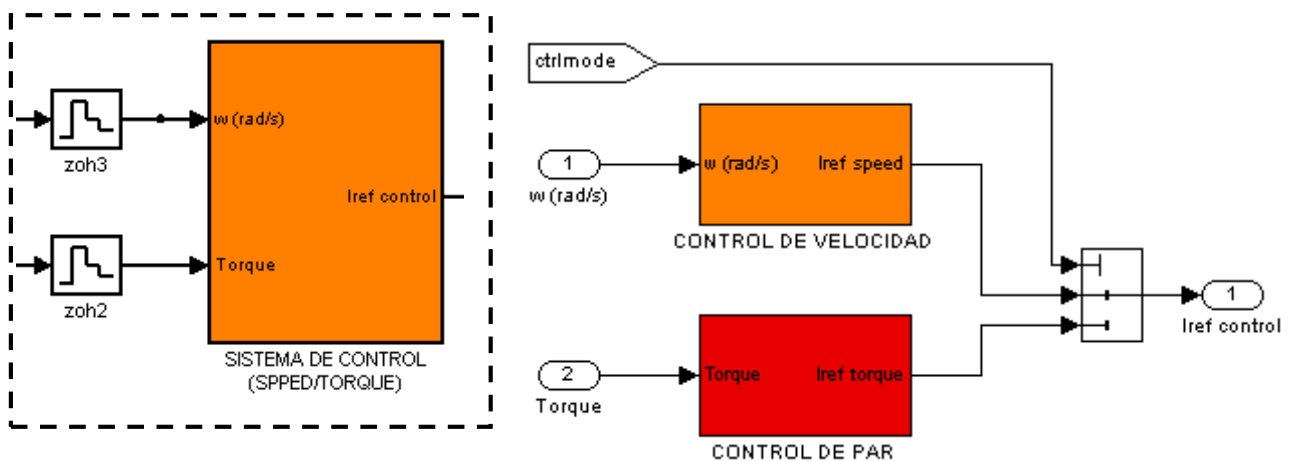 w (rad/s)
zoh3
Iref control
Torque
zoh2
SISTEMA DE CONTROL
(SPPED/TORQUE)
ctrlmode
1
w (rad/s)
w (rad/s)
Iref speed
CONTROL DE VELOCIDAD
1
Iref control
2
Torque
Torque
Iref torque
CONTROL DE PAR